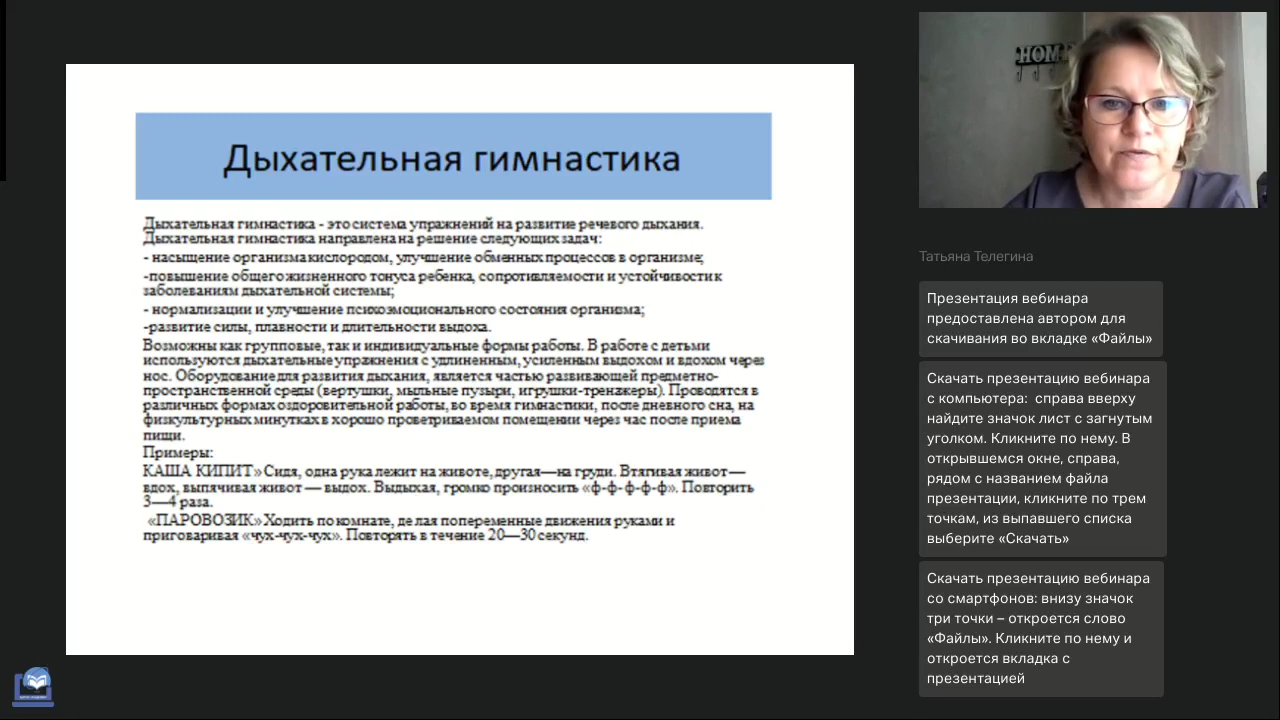 Дыхательная гимнастика
Дыхательная гимнастика - это система упражнений на развитие речевого дыхания.
Дыхательная гимнастика направлена на решение следующих задач:
- насыщение организма кислородом, улучшение обменных процессов в организме;
-повышение общего жизненного тонуса ребенка, сопротивляемости и устойчивости к
заболеваниям дыхательной системы;
- нормализации и улучшение психоэмоционального состояния организма;
-развитие силы, плавности и длительности выдоха.
Возможны как групповые, так и индивидуальные формы работы. В работе с детьми
используются дыхательные упражнения с удлиненным, усиленным выдохом и вдохом через
нос. Оборудование для развития дыхания, является частью развивающей предметно-
пространственной среды (вертушки, мыльные пузыри, игрушки-тренажеры). Проводятся в
различных формах оздоровительной работы, во время гимнастики, после дневного сна, на
физкультурных минутках в хорошо проветриваемом помещении через час после приема
пищи.
Примеры:
КАША КИПИТ» Сидя, одна рука лежит на животе, другая—на груди. Втягивая живот—
вдох, выпячивая живот — выдох. Выдыхая, громко произносить «ф-ф-ф-ф-ф». Повторить
3—4 раза.
«ПАРОВОЗИК» Ходить по комнате, де лая попеременные движения руками и
приговаривая «чух-чух-чух». Повторять в течение 20—30 секунд.
HOM
Татьяна Телегина
Презентация вебинара
предоставлена автором для
скачивания во вкладке «Файлы»
Скачать презентацию вебинара
с компьютера: справа вверху
найдите значок лист с загнутым
уголком. Кликните по нему. В
открывшемся окне, справа,
рядом с названием файла
презентации, кликните по трем
точкам, из выпавшего списка
выберите «Скачать»
Скачать презентацию вебинара
со смартфонов: внизу значок
три точки – откроется слово
«Файлы». Кликните по нему и
откроется вкладка с
презентацией